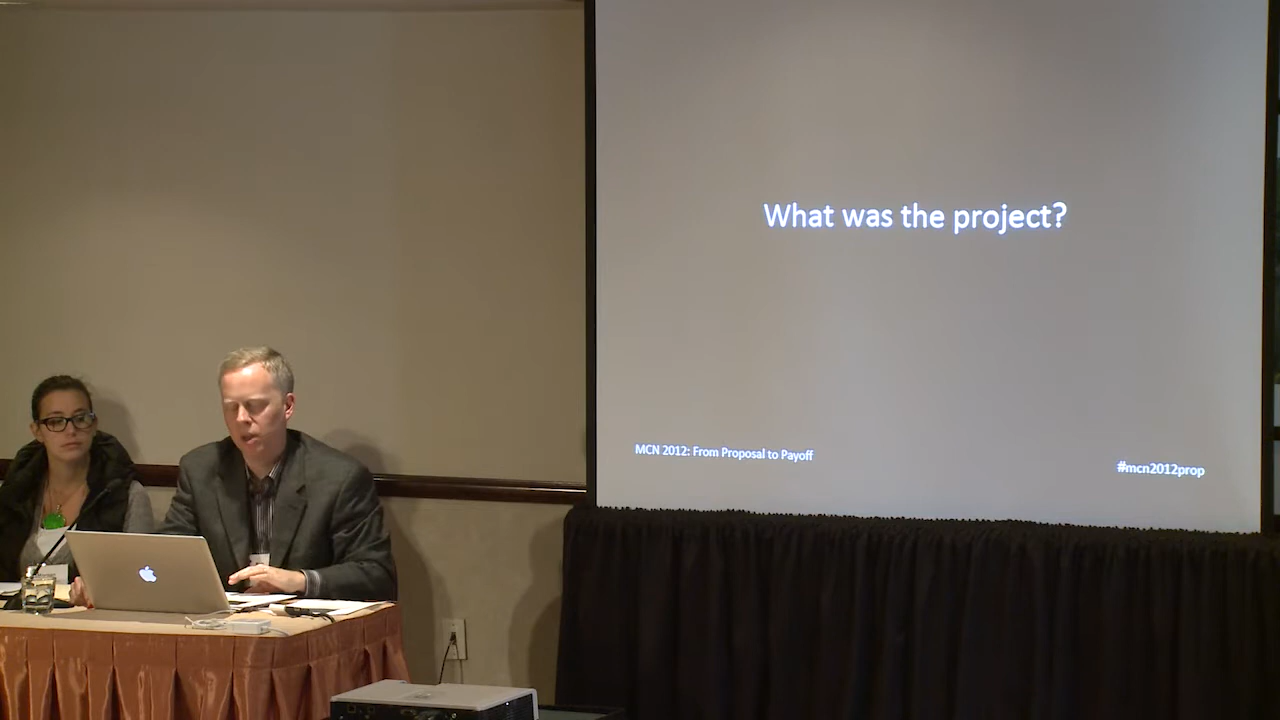 What was the project?
MCN 2012: From Proposal to Payoff
#mcn2012prop